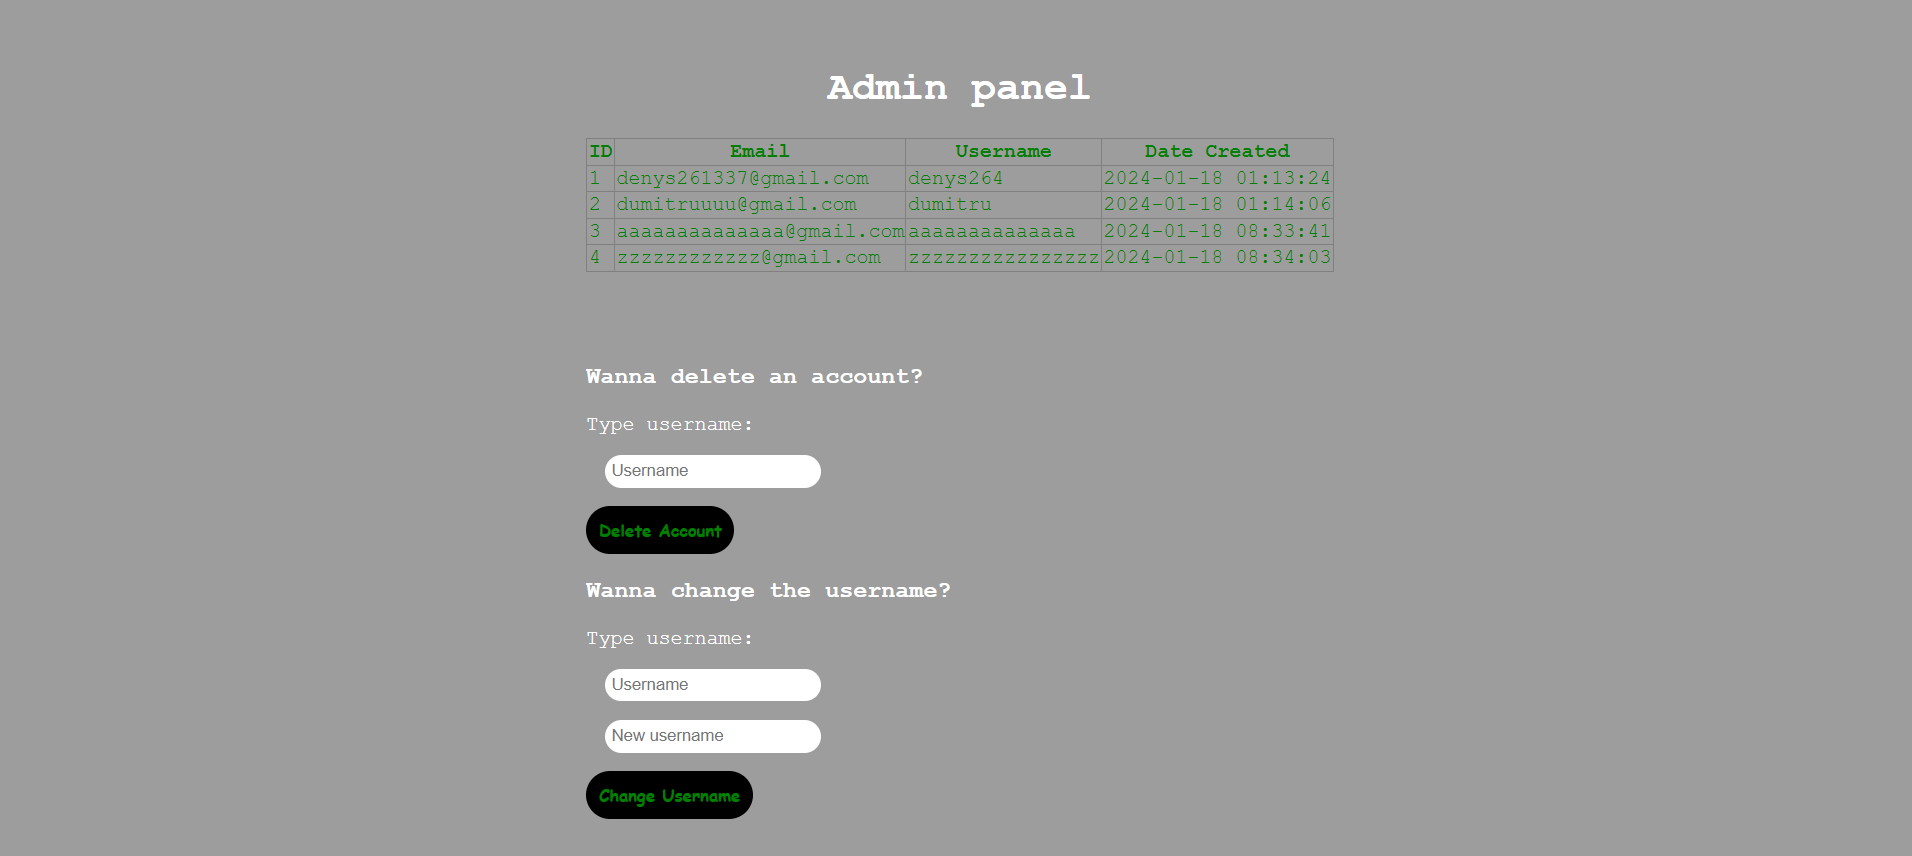 Admin panel
ID Email Username Date Created
1 denys261337@gmail.com denys264 2024-01-18 01:13:24
2 dumitruuuu@gmail.com dumitru 2024-01-18 01:14:06
3 aaaaaaaaaaaaaa@gmail.com aaaaaaaaaaaaaa 2024-01-18 08:33:41
4 zzzzzzzzzzzz@gmail.com zzzzzzzzzzzzzzzz 2024-01-18 08:34:03
Wanna delete an account?
Type username:
Username
Delete Account
Wanna change the username?
Type username:
Username
New username
Change Username